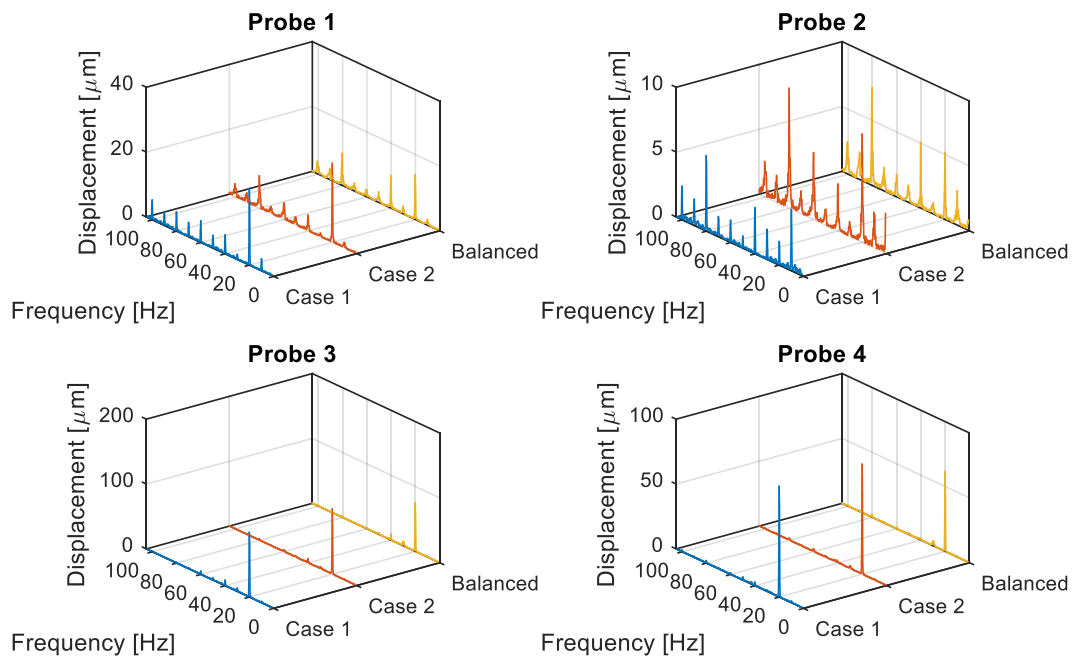 Probe 1
Displacement [μm]
40
20
0
100
80
60
40
20
0
Frequency [Hz]
Case 1
Case 2
Balanced
Probe 2
Displacement [μm]
10
5
0
100
80
60
40
20
0
Frequency [Hz]
Case 1
Case 2
Balanced
Probe 3
Displacement [μm]
200
100
0
100
80
60
40
20
0
Frequency [Hz]
Case 1
Case 2
Balanced
Probe 4
Displacement [μm]
100
50
0
100
80
60
40
20
0
Frequency [Hz]
Case 1
Case 2
Balanced